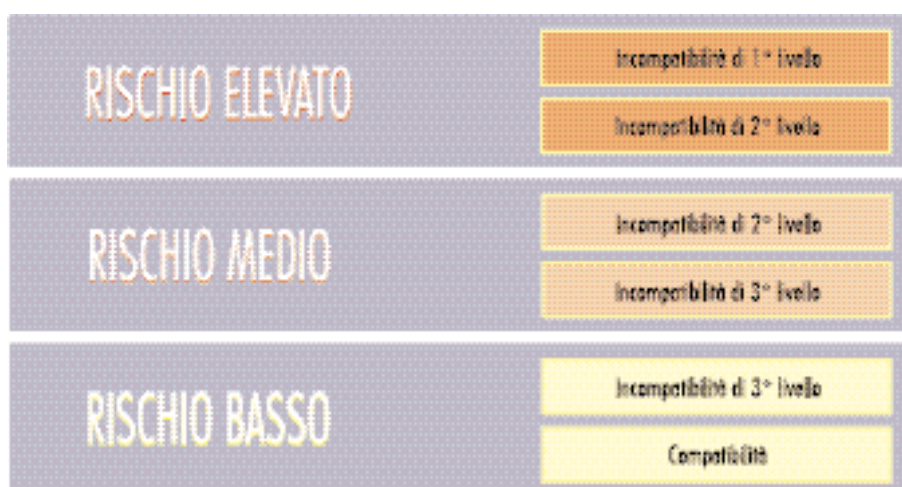 RISCHIO ELEVATO
Incompatibilità di 1° livello
Incompatibilità di 2° livello
RISCHIO MEDIO
Incompatibilità di 2° livello
Incompatibilità di 3° livello
RISCHIO BASSO
Incompatibilità di 3° livello
Compatibilità